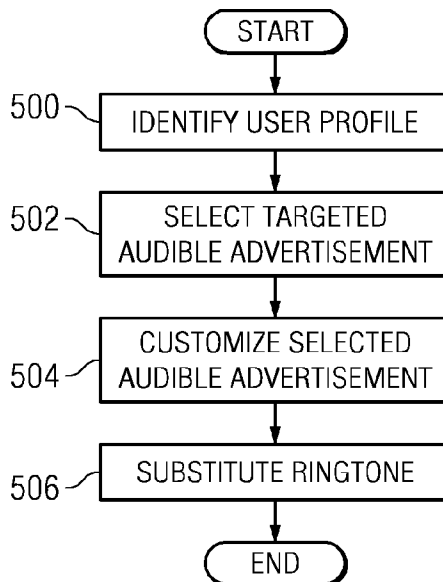 START
500
IDENTIFY USER PROFILE
502
SELECT TARGETED
AUDIBLE ADVERTISEMENT
504
CUSTOMIZE SELECTED
AUDIBLE ADVERTISEMENT
506
SUBSTITUTE RINGTONE
END